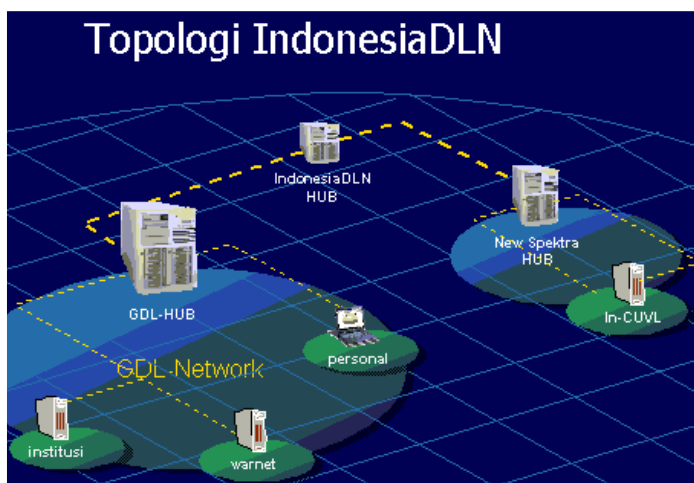 Topologi IndonesiaDLN
IndonesiaDLN
HUB
New Spektra
HUB
GDL-HUB
In-CUVL
personal
GDL-Network
institusi
warnet